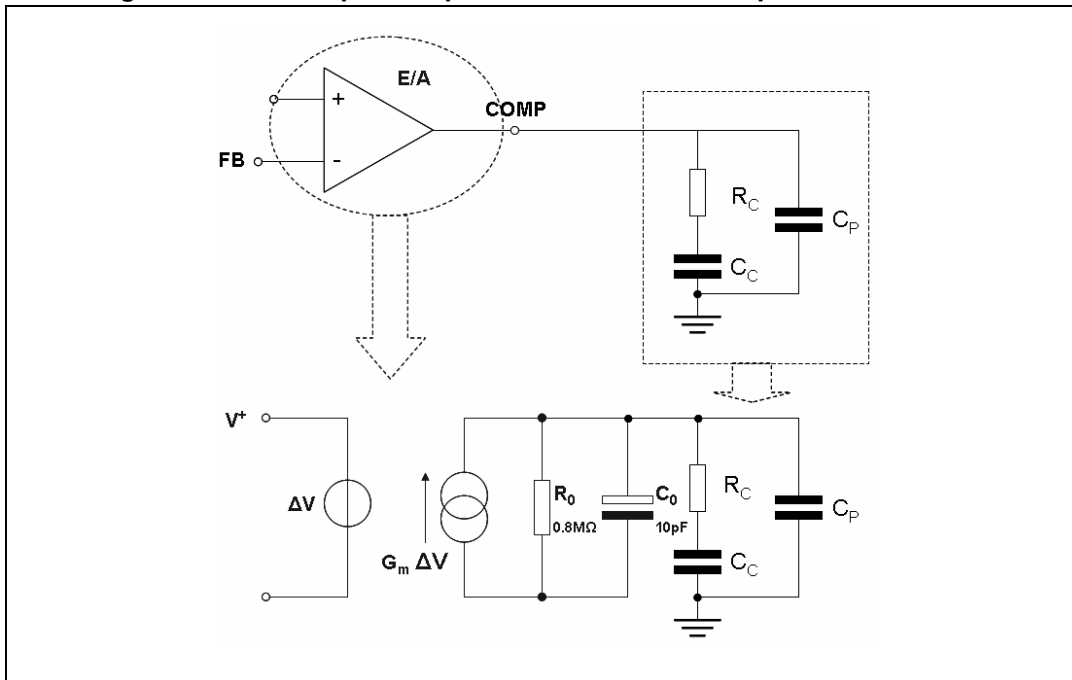 E/A
+
COMP
FB
-
R_C
C_P
C_C
V⁺
ΔV
G_m ΔV
R_0
0.8MΩ
C_0
10pF
R_C
C_P
C_C